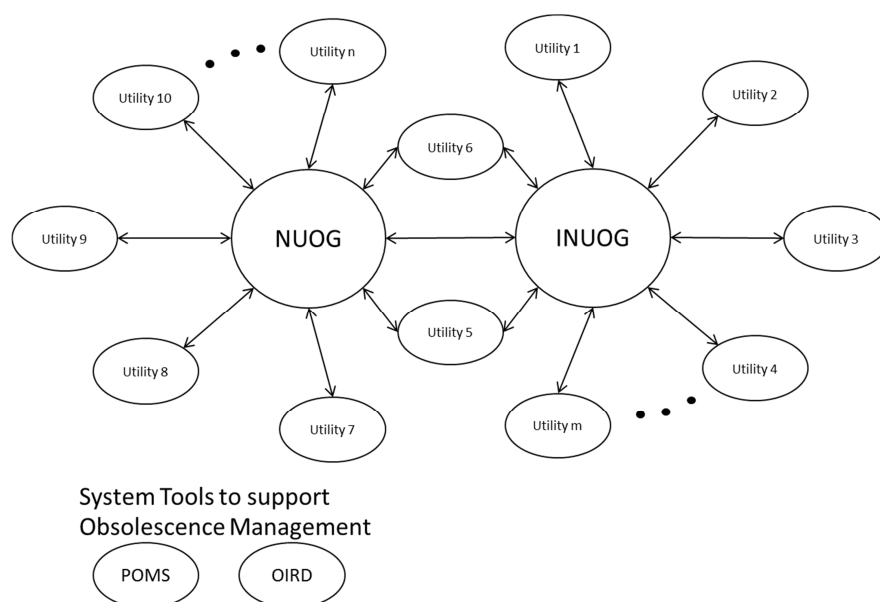 Utility n
Utility 1
Utility 10
Utility 2
Utility 6
NUOG
INUOG
Utility 9
Utility 3
Utility 5
Utility 8
Utility 4
Utility 7
Utility m
System Tools to support
Obsolescence Management
POMS
OIRD